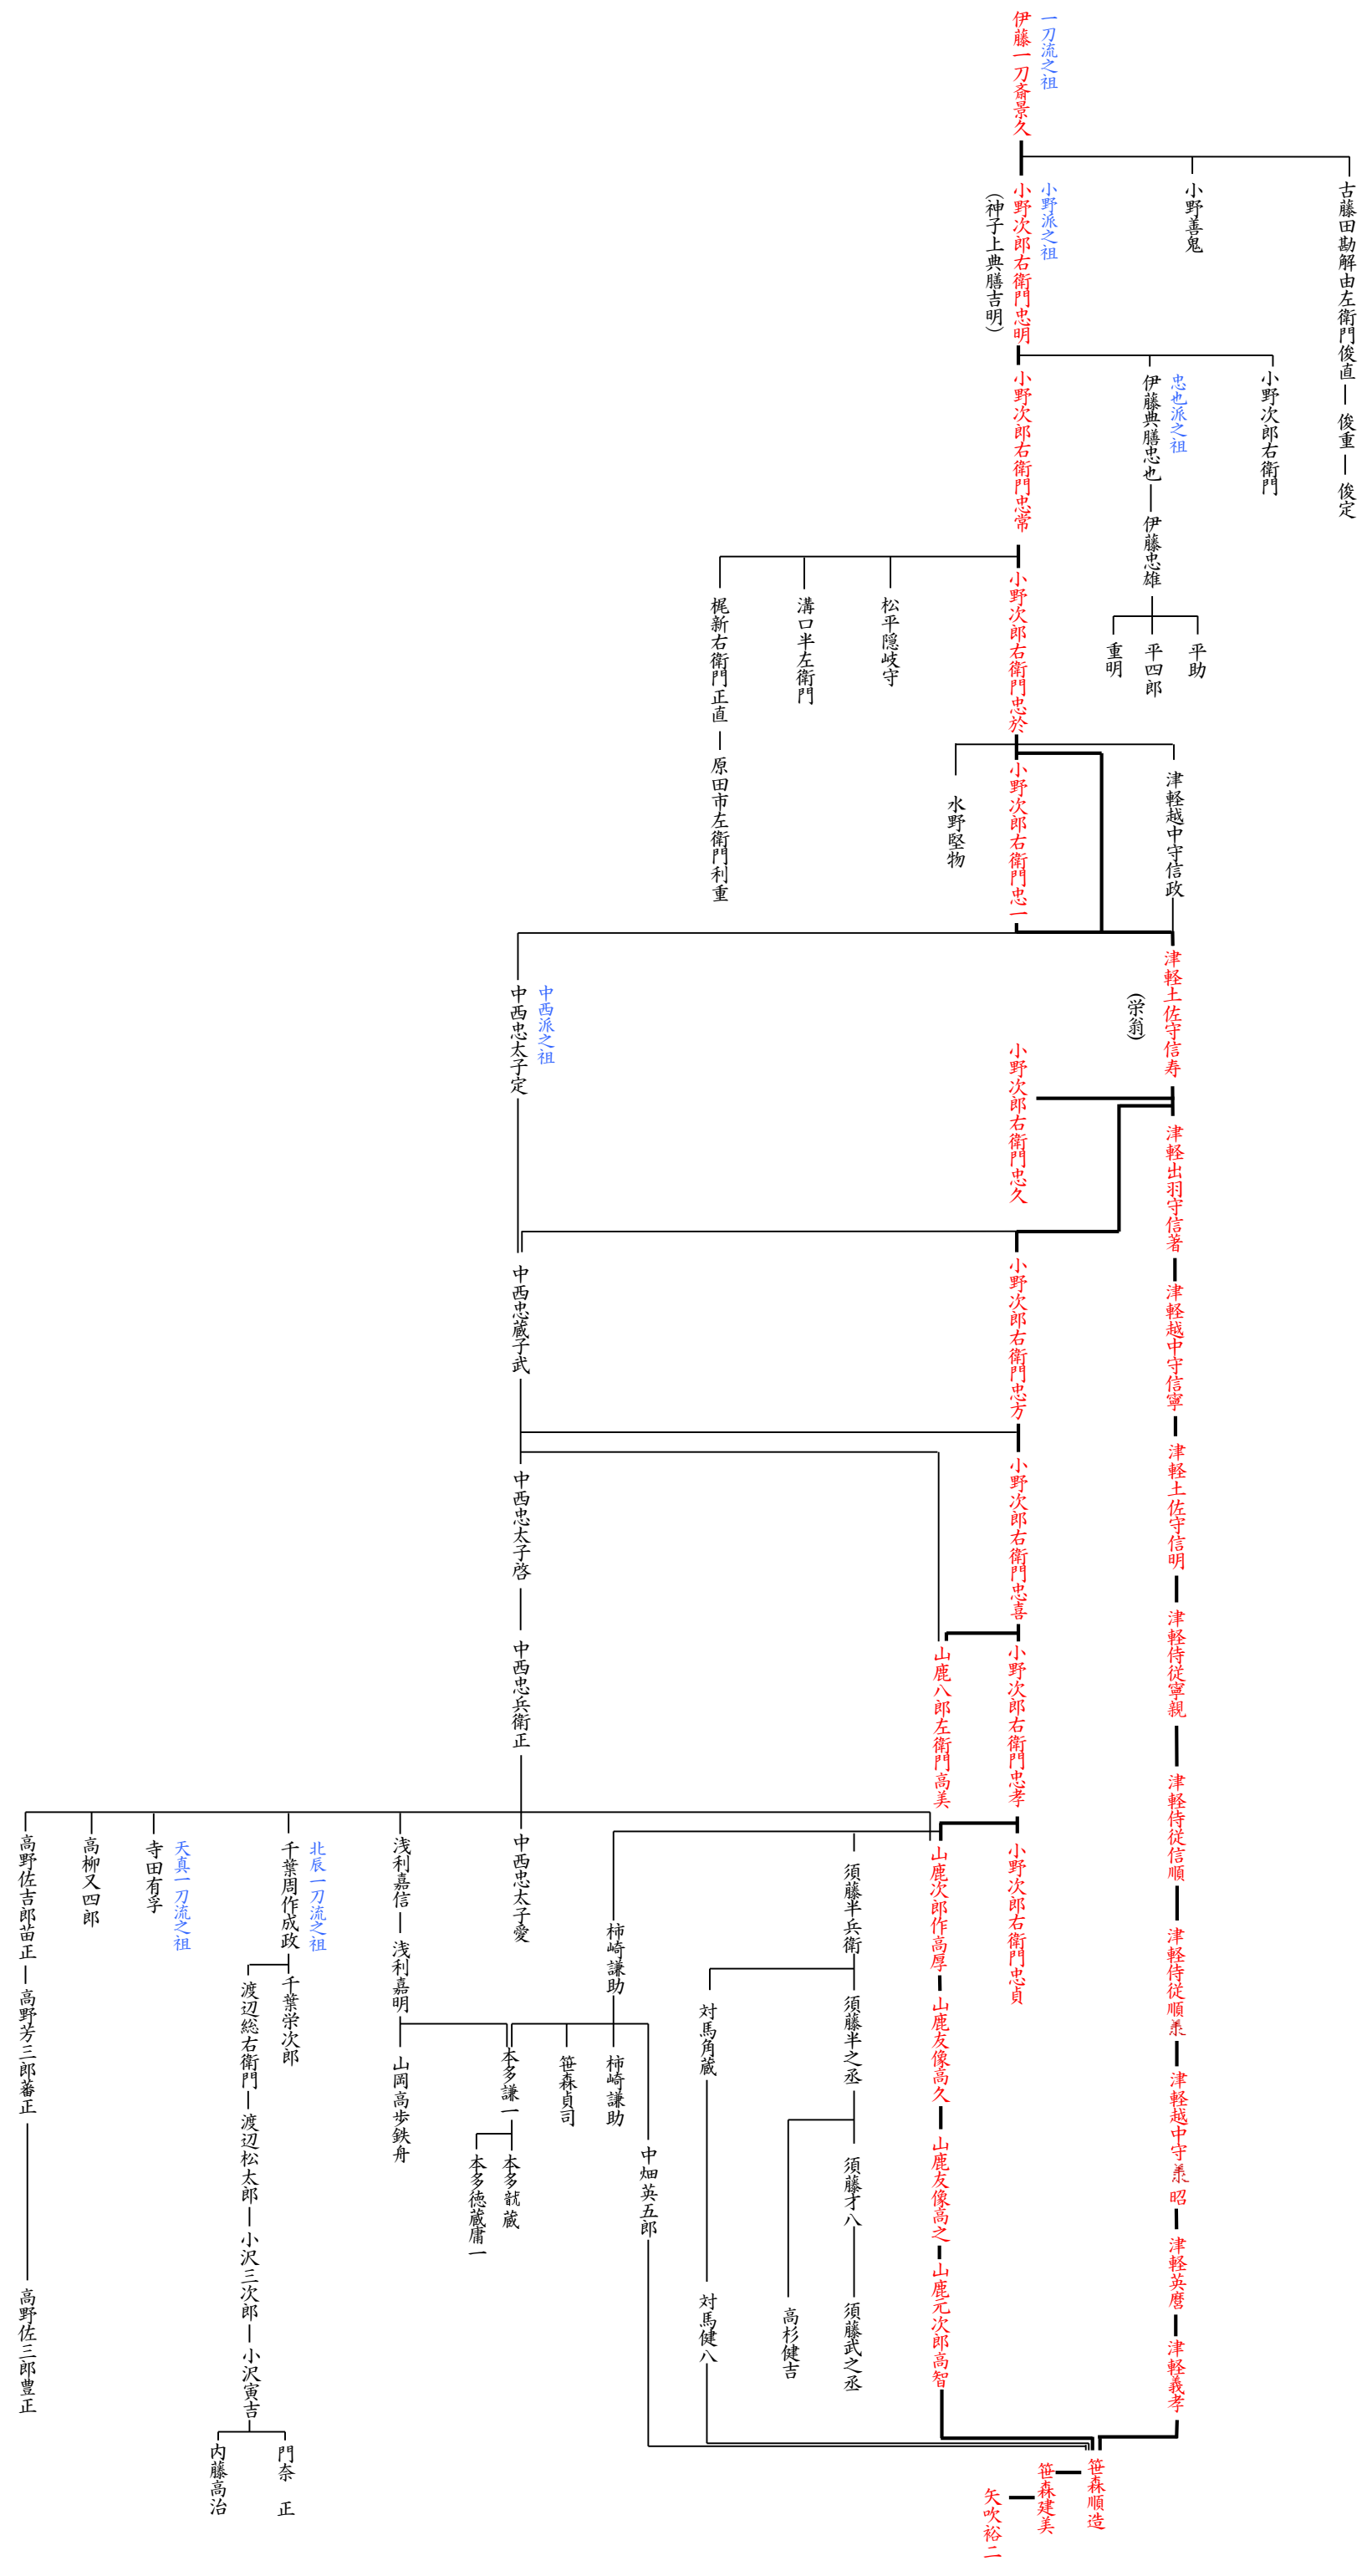 一刀流之祖
伊藤一刀斎景久
古藤田勘解由左衛門俊直
俊重
俊定
小野善鬼
小野派之祖
小野次郎右衛門忠明
(神子上典膳吉明)
小野次郎右衛門
忠也派之祖
伊藤典膳忠也
伊藤忠雄
平助
平四郎
重明
小野次郎右衛門忠常
小野次郎右衛門忠於
松平隠岐守
溝口半左衛門
梶新右衛門正直
原田市左衛門利重
津軽越中守信政
小野次郎右衛門忠一
水野堅物
津軽土佐守信寿
(栄翁)
小野次郎右衛門忠久
中西派之祖
中西忠太子定
津軽出羽守信著
津軽越中守信寧
津軽土佐守信明
津軽侍従寧親
津軽侍従信順
津軽侍従順承
津軽越中守承昭
津軽英麿
津軽義孝
小野次郎右衛門忠方
小野次郎右衛門忠喜
小野次郎右衛門忠孝
小野次郎右衛門忠貞
山鹿八郎左衛門高美
山鹿次郎作高厚
山鹿友像高久
山鹿友像高之
山鹿元次郎高智
中西忠蔵子武
中西忠太子啓
中西忠兵衛正
中西忠太子愛
須藤半兵衛
須藤半之丞
須藤才八
須藤武之丞
高杉健吉
対馬角蔵
対馬健八
柿崎謙助
柿崎謙助
中畑英五郎
笹森貞司
本多謙一
本多就蔵
本多徳蔵庸一
浅利嘉信
浅利嘉明
山岡高歩鉄舟
北辰一刀流之祖
千葉周作成政
千葉栄次郎
渡辺総右衛門
渡辺松太郎
小沢三次郎
小沢寅吉
門奈　正
内藤高治
天真一刀流之祖
寺田有孚
高柳又四郎
高野佐吉郎苗正
高野芳三郎蕃正
高野佐三郎豊正
笹森順造
笹森建美
矢吹裕二